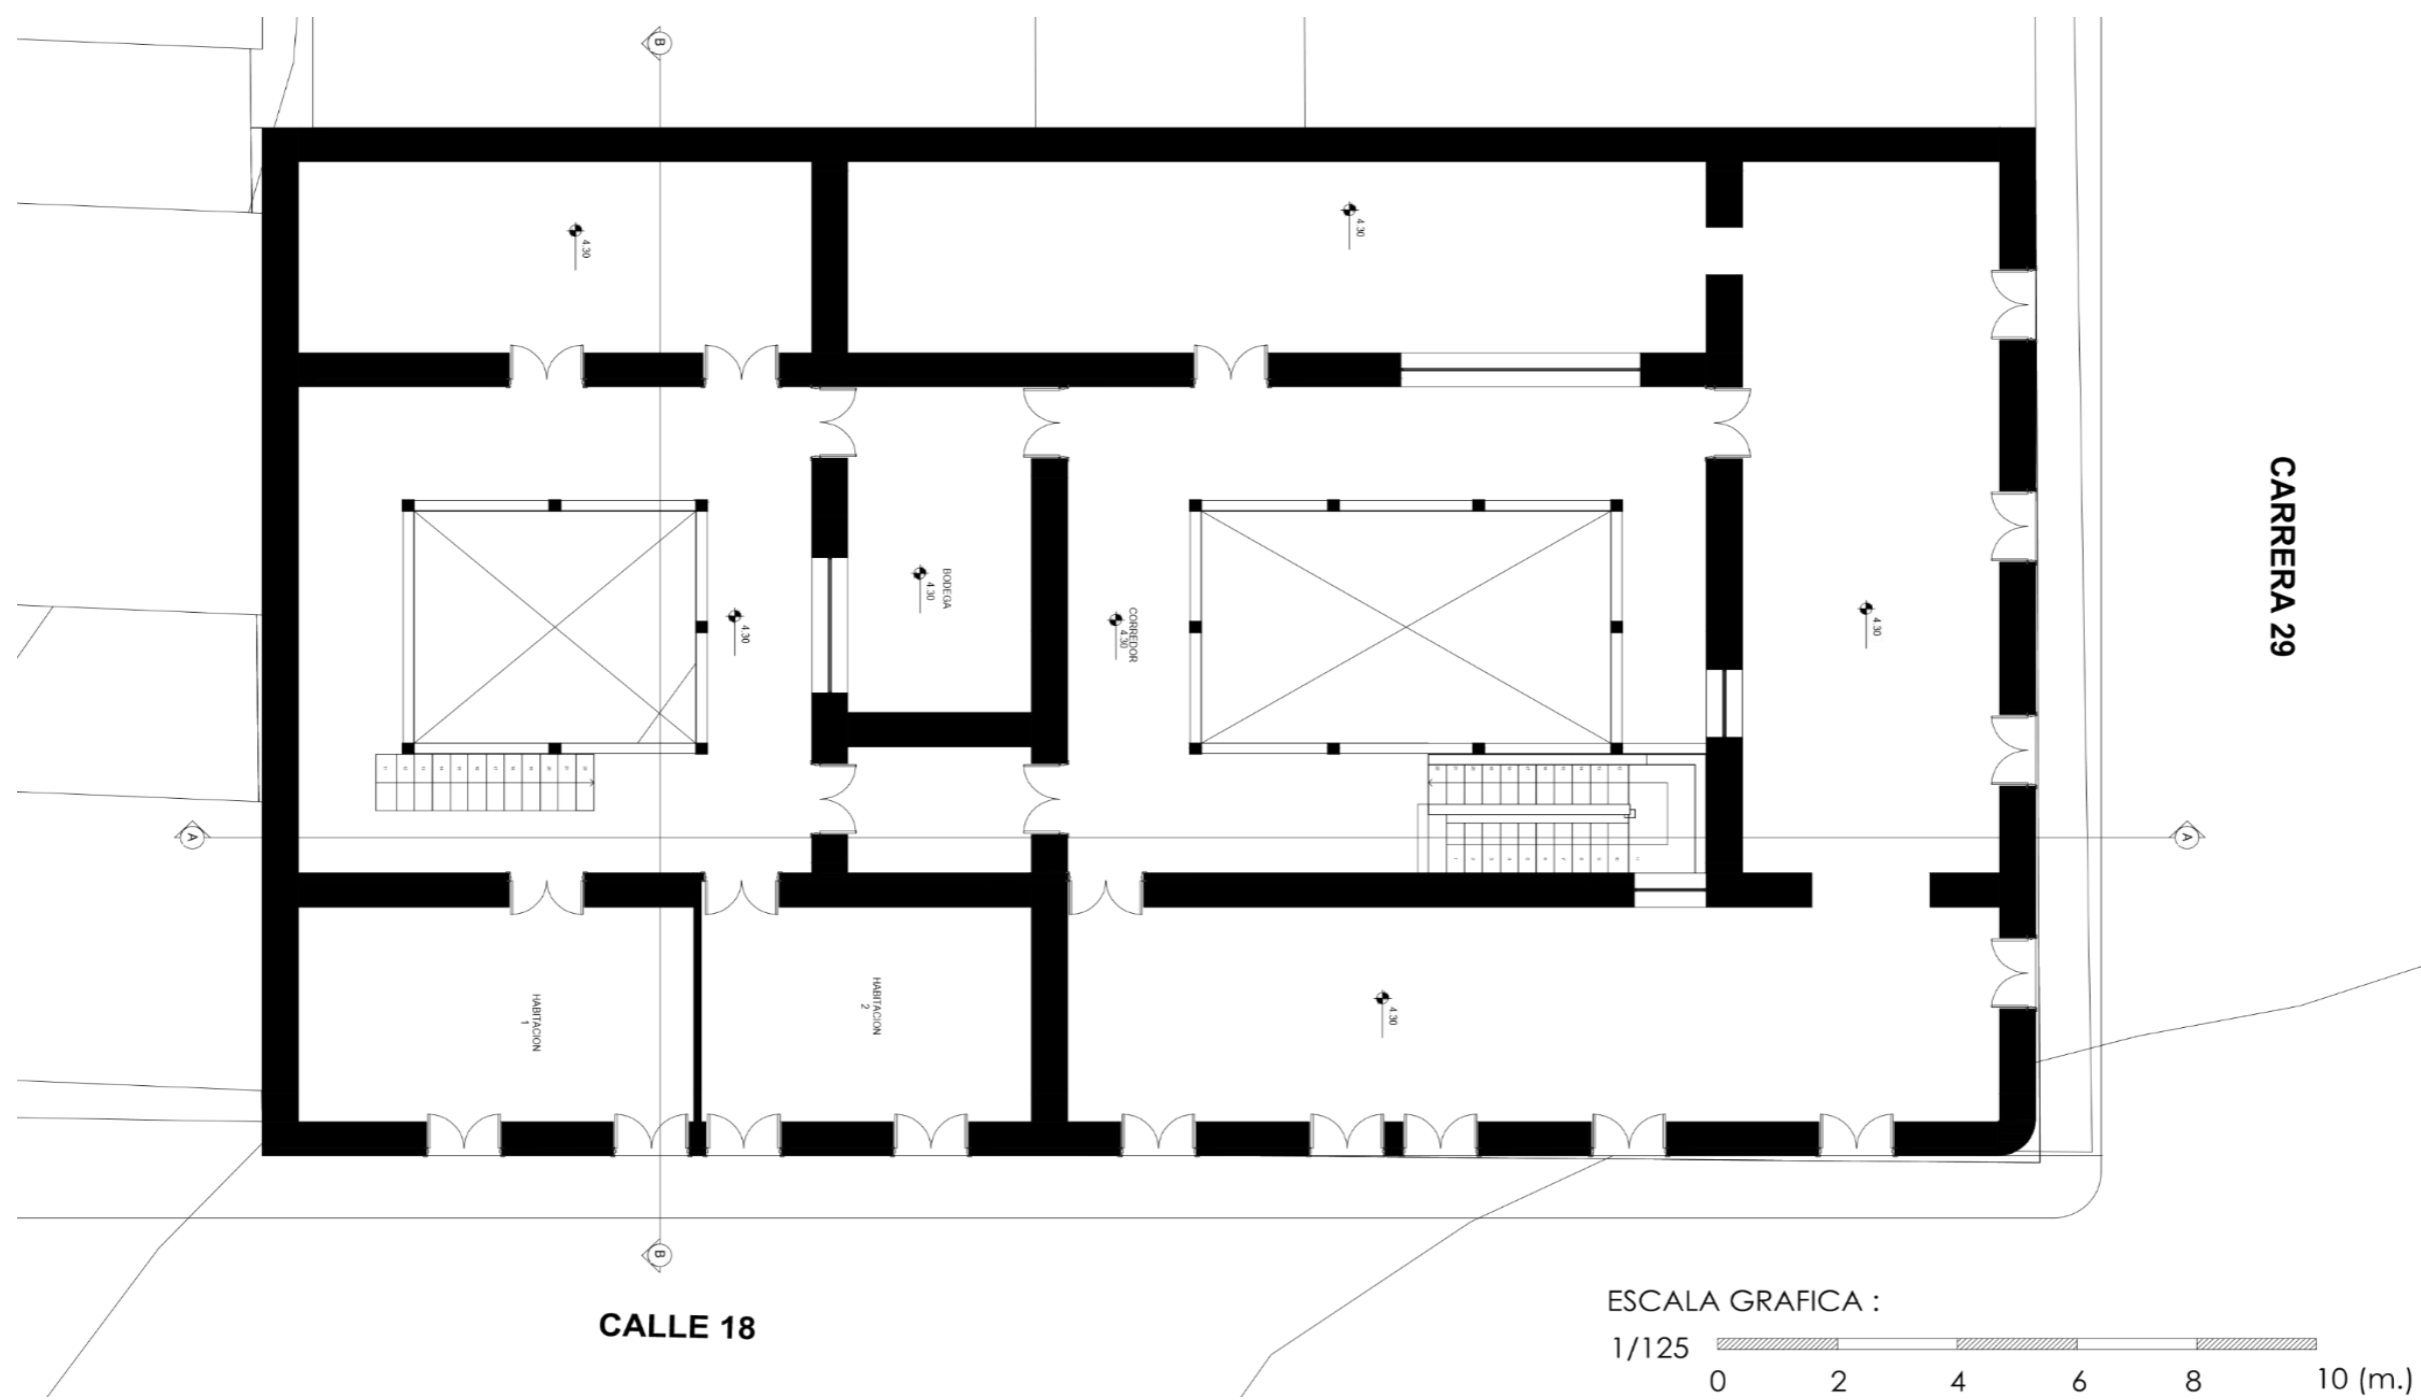 B
4.30
4.30
CARRERA 29
BODEGA
4.30
CORREDOR
4.30
4.30
4.30
A
A
HABITACION
1
HABITACION
2
4.30
B
CALLE 18
ESCALA GRAFICA :
1/125
0 2 4 6 8 10 (m.)